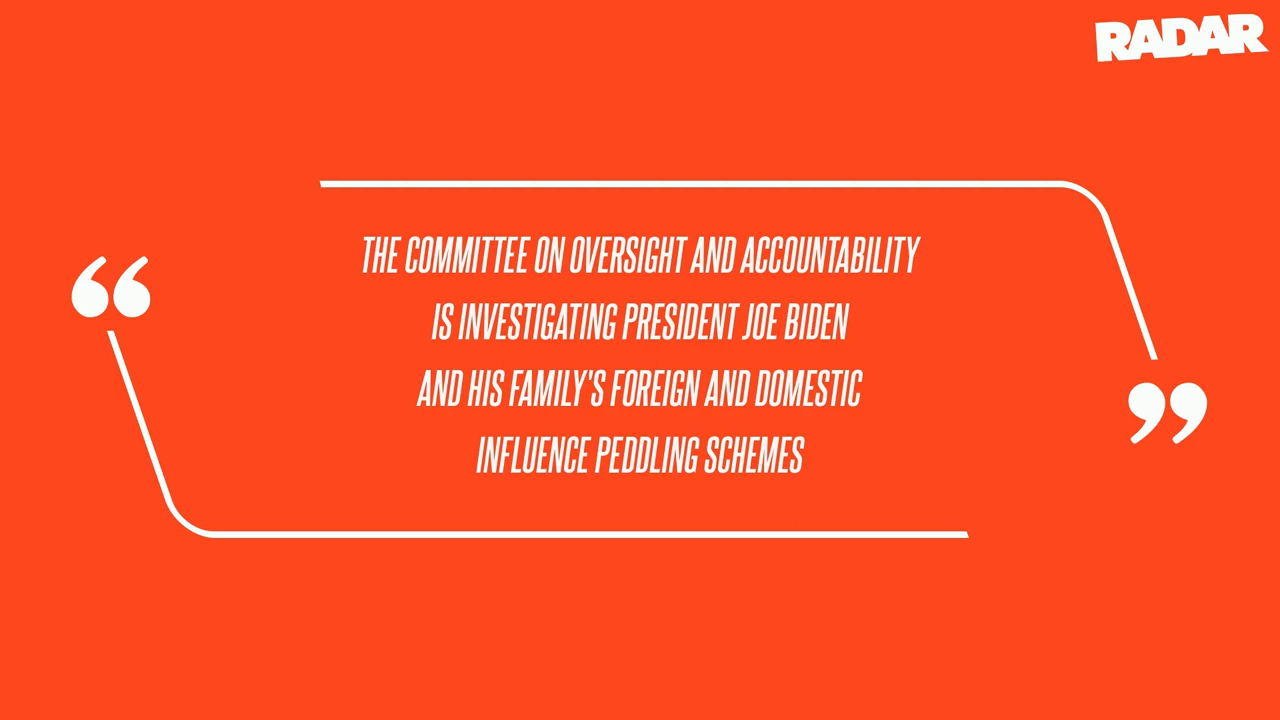 RADAR
“
THE COMMITTEE ON OVERSIGHT AND ACCOUNTABILITY
IS INVESTIGATING PRESIDENT JOE BIDEN
AND HIS FAMILY'S FOREIGN AND DOMESTIC
INFLUENCE PEDDLING SCHEMES
”